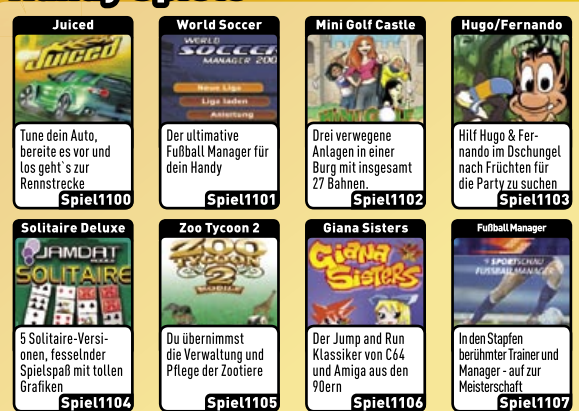 Handy Spiele
Juiced
Juiced
Tune dein Auto,
bereite es vor und
los geht`s zur
Rennstrecke
Spiel1100
World Soccer
WORLD
SOCCER
MANAGER 200
Neue Liga
Liga laden
Anleitung
Der ultimative
Fußball Manager für
dein Handy
Spiel1101
Mini Golf Castle
Drei verwegene
Anlagen in einer
Burg mit insgesamt
27 Bahnen.
Spiel1102
Hugo/Fernando
Hilf Hugo & Fer-
nando im Dschungel
nach Früchten für
die Party zu suchen
Spiel1103
Solitaire Deluxe
JAMDAT
SOLITAIRE
5 Solitaire-Versi-
onen, fesselnder
Spielspaß mit tollen
Grafiken
Spiel1104
Zoo Tycoon 2
ZOO
TYCOON
2
MOBILE
Du übernimmst
die Verwaltung und
Pflege der Zootiere
Spiel1105
Giana Sisters
Giana
Sisters
Der Jump and Run
Klassiker von C64
und Amiga aus den
90ern
Spiel1106
Fußball Manager
SPORTSCHAU
FUSSBALLMANAGER
In den Stapfen
berühmter Trainer und
Manager - auf zur
Meisterschaft
Spiel1107